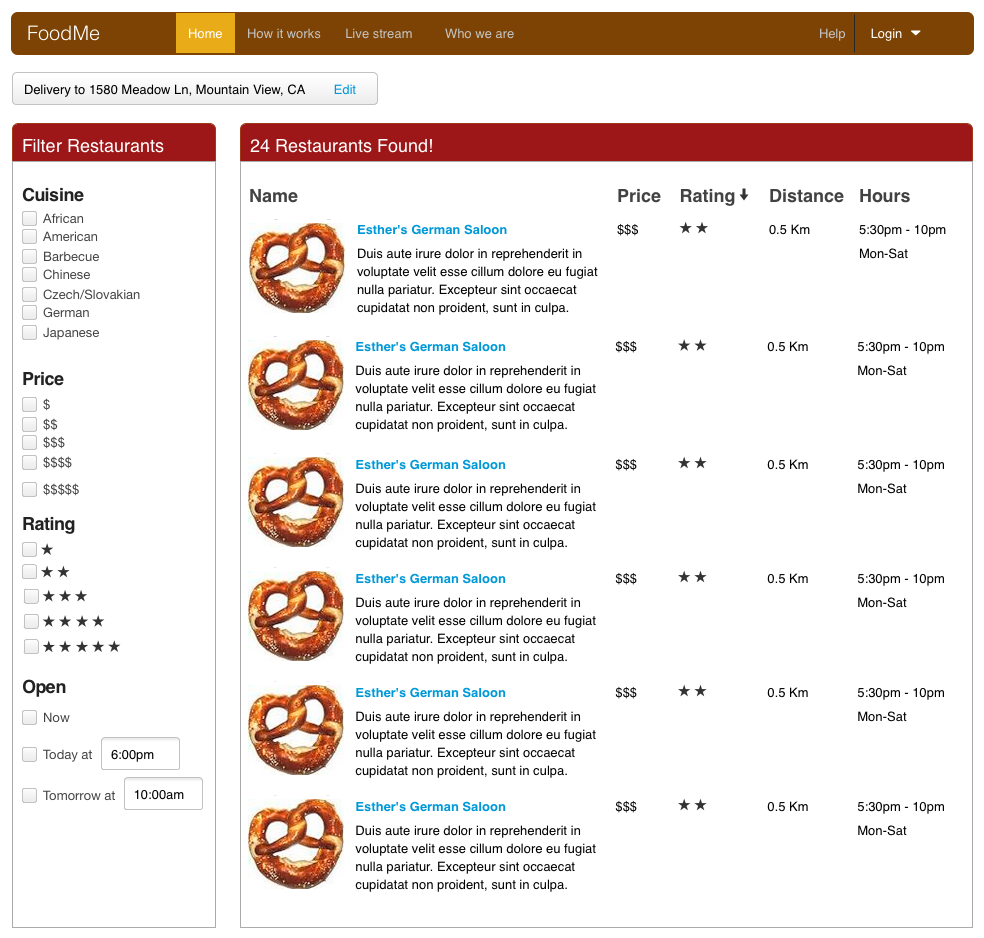 FoodMe Home How it works Live stream Who we are Help Login
Delivery to 1580 Meadow Ln, Mountain View, CA Edit
Filter Restaurants
Cuisine
African
American
Barbecue
Chinese
Czech/Slovakian
German
Japanese
Price
$
$$
$$$
$$$$
$$$$$
Rating
★
★★
★★★
★★★★
★★★★★
Open
Now
Today at 6:00pm
Tomorrow at 10:00am
24 Restaurants Found!
Name Price Rating Distance Hours
Esther's German Saloon $$$ ★★ 0.5 Km 5:30pm - 10pm
Duis aute irure dolor in reprehenderit in Mon-Sat
voluptate velit esse cillum dolore eu fugiat
nulla pariatur. Excepteur sint occaecat
cupidatat non proident, sunt in culpa.
Esther's German Saloon $$$ ★★ 0.5 Km 5:30pm - 10pm
Duis aute irure dolor in reprehenderit in Mon-Sat
voluptate velit esse cillum dolore eu fugiat
nulla pariatur. Excepteur sint occaecat
cupidatat non proident, sunt in culpa.
Esther's German Saloon $$$ ★★ 0.5 Km 5:30pm - 10pm
Duis aute irure dolor in reprehenderit in Mon-Sat
voluptate velit esse cillum dolore eu fugiat
nulla pariatur. Excepteur sint occaecat
cupidatat non proident, sunt in culpa.
Esther's German Saloon $$$ ★★ 0.5 Km 5:30pm - 10pm
Duis aute irure dolor in reprehenderit in Mon-Sat
voluptate velit esse cillum dolore eu fugiat
nulla pariatur. Excepteur sint occaecat
cupidatat non proident, sunt in culpa.
Esther's German Saloon $$$ ★★ 0.5 Km 5:30pm - 10pm
Duis aute irure dolor in reprehenderit in Mon-Sat
voluptate velit esse cillum dolore eu fugiat
nulla pariatur. Excepteur sint occaecat
cupidatat non proident, sunt in culpa.
Esther's German Saloon $$$ ★★ 0.5 Km 5:30pm - 10pm
Duis aute irure dolor in reprehenderit in Mon-Sat
voluptate velit esse cillum dolore eu fugiat
nulla pariatur. Excepteur sint occaecat
cupidatat non proident, sunt in culpa.